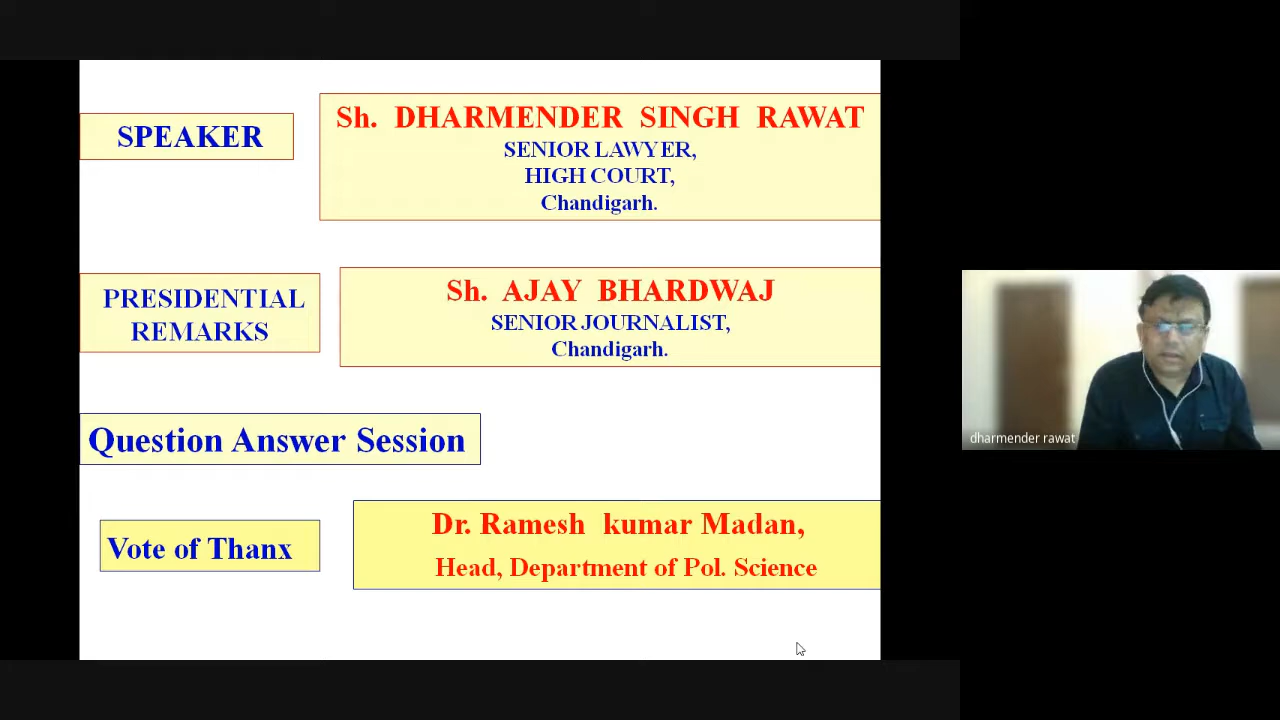 SPEAKER
Sh. DHARMENDER SINGH RAWAT
SENIOR LAWYER,
HIGH COURT,
Chandigarh.
PRESIDENTIAL
REMARKS
Sh. AJAY BHARDWAJ
SENIOR JOURNALIST,
Chandigarh.
Question Answer Session
Vote of Thanx
Dr. Ramesh kumar Madan,
Head, Department of Pol. Science
dharmender rawat